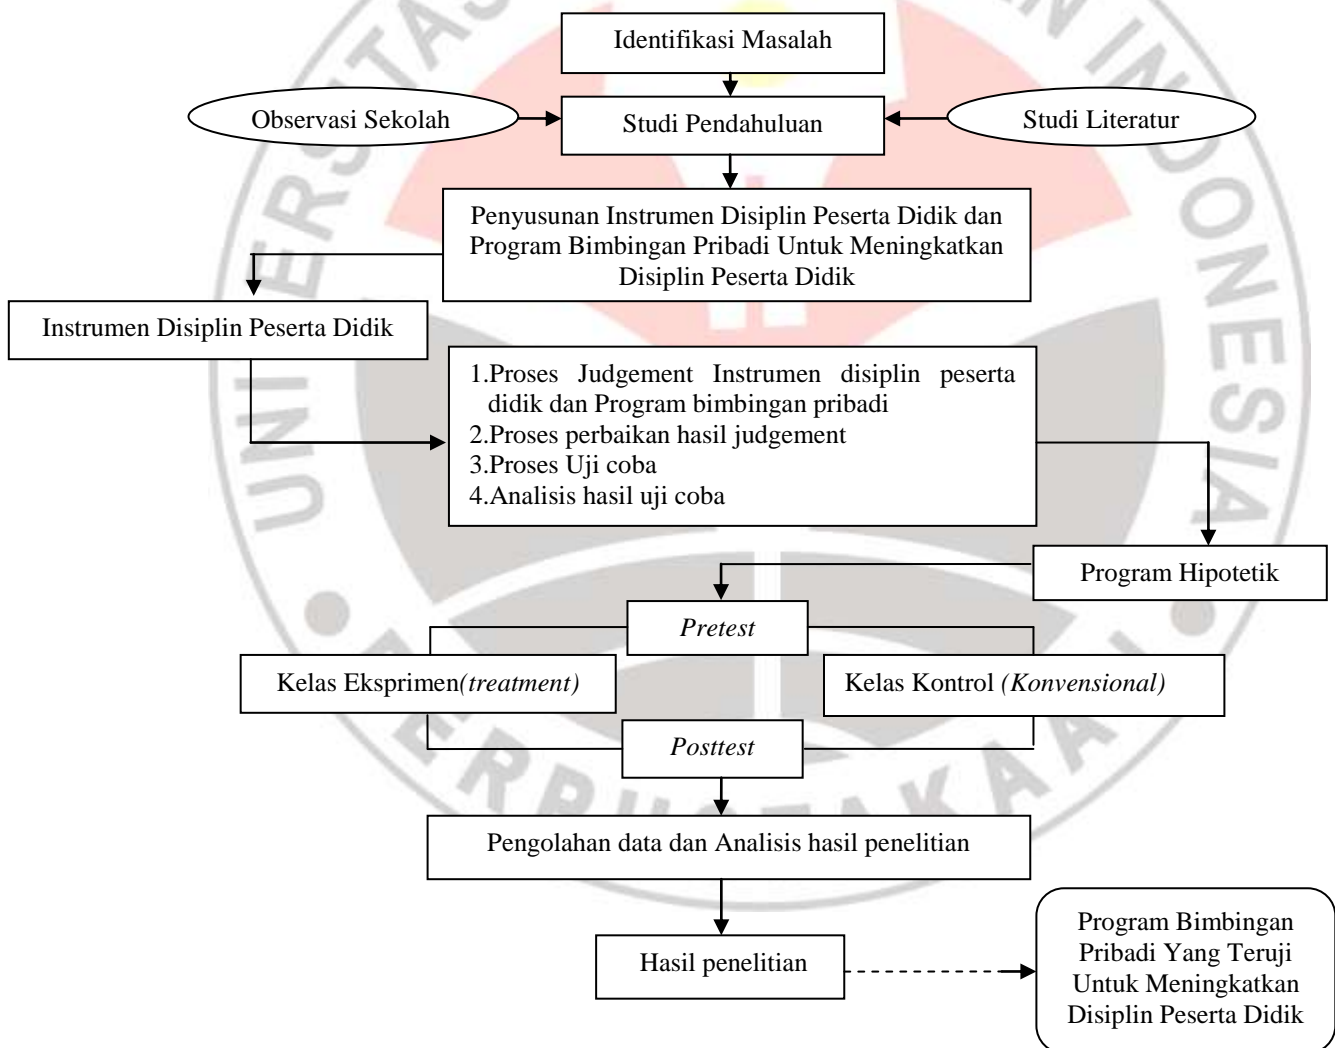 UNIVERSITAS PENDIDIKAN INDONESIA
PERPUSTAKAAN
Identifikasi Masalah
Observasi Sekolah
Studi Pendahuluan
Studi Literatur
Penyusunan Instrumen Disiplin Peserta Didik dan
Program Bimbingan Pribadi Untuk Meningkatkan
Disiplin Peserta Didik
Instrumen Disiplin Peserta Didik
1.Proses Judgement Instrumen disiplin peserta
didik dan Program bimbingan pribadi
2.Proses perbaikan hasil judgement
3.Proses Uji coba
4.Analisis hasil uji coba
Program Hipotetik
Pretest
Kelas Eksprimen(treatment)
Kelas Kontrol (Konvensional)
Posttest
Pengolahan data dan Analisis hasil penelitian
Hasil penelitian
Program Bimbingan
Pribadi Yang Teruji
Untuk Meningkatkan
Disiplin Peserta Didik